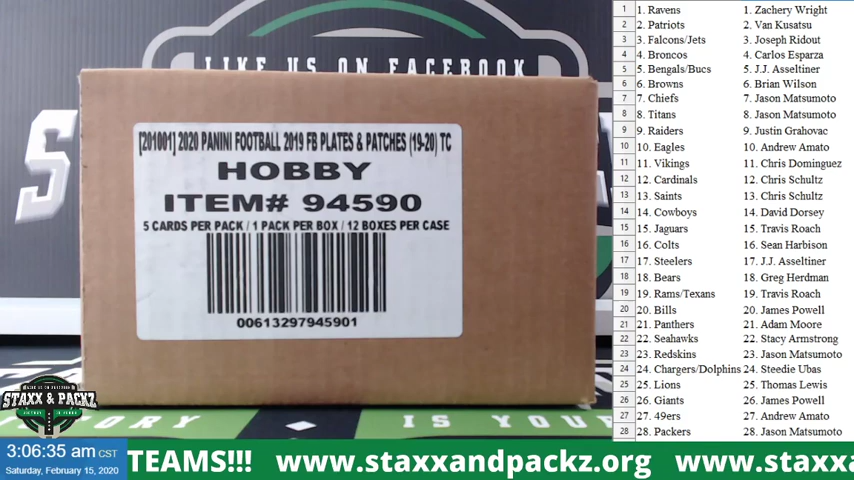 LIKE US ON FACEBOOK
[201001] 2020 PANINI FOOTBALL 2019 FB PLATES & PATCHES (19-20) TC
HOBBY
ITEM# 94590
5 CARDS PER PACK / 1 PACK PER BOX / 12 BOXES PER CASE
00613297945901
IS YOU
STAXX & PACKZ
3:06:35 am CST
Saturday, February 15, 2020
TEAMS!!! www.staxxandpackz.org www.staxxa
1 1. Ravens 1. Zachery Wright
2 2. Patriots 2. Van Kusatsu
3 3. Falcons/Jets 3. Joseph Ridout
4 4. Broncos 4. Carlos Esparza
5 5. Bengals/Bucs 5. J.J. Asseltiner
6 6. Browns 6. Brian Wilson
7 7. Chiefs 7. Jason Matsumoto
8 8. Titans 8. Jason Matsumoto
9 9. Raiders 9. Justin Grahovac
10 10. Eagles 10. Andrew Amato
11 11. Vikings 11. Chris Dominguez
12 12. Cardinals 12. Chris Schultz
13 13. Saints 13. Chris Schultz
14 14. Cowboys 14. David Dorsey
15 15. Jaguars 15. Travis Roach
16 16. Colts 16. Sean Harbison
17 17. Steelers 17. J.J. Asseltiner
18 18. Bears 18. Greg Herdman
19 19. Rams/Texans 19. Travis Roach
20 20. Bills 20. James Powell
21 21. Panthers 21. Adam Moore
22 22. Seahawks 22. Stacy Armstrong
23 23. Redskins 23. Jason Matsumoto
24 24. Chargers/Dolphins 24. Steedie Ubas
25 25. Lions 25. Thomas Lewis
26 26. Giants 26. James Powell
27 27. 49ers 27. Andrew Amato
28 28. Packers 28. Jason Matsumoto